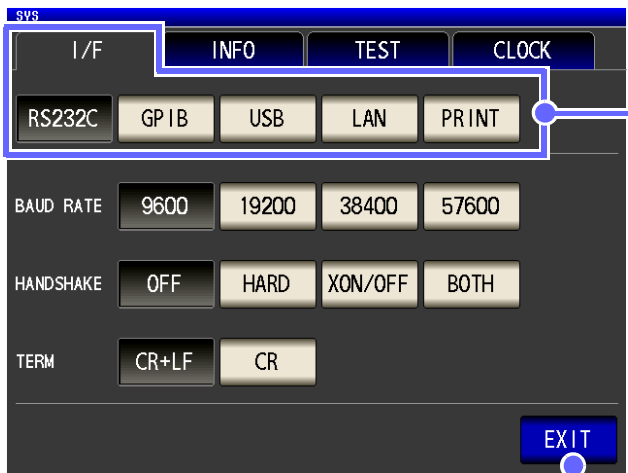 SYS
I/F INFO TEST CLOCK
RS232C GPIB USB LAN PRINT
BAUD RATE 9600 19200 38400 57600
HANDSHAKE OFF HARD XON/OFF BOTH
TERM CR+LF CR
EXIT